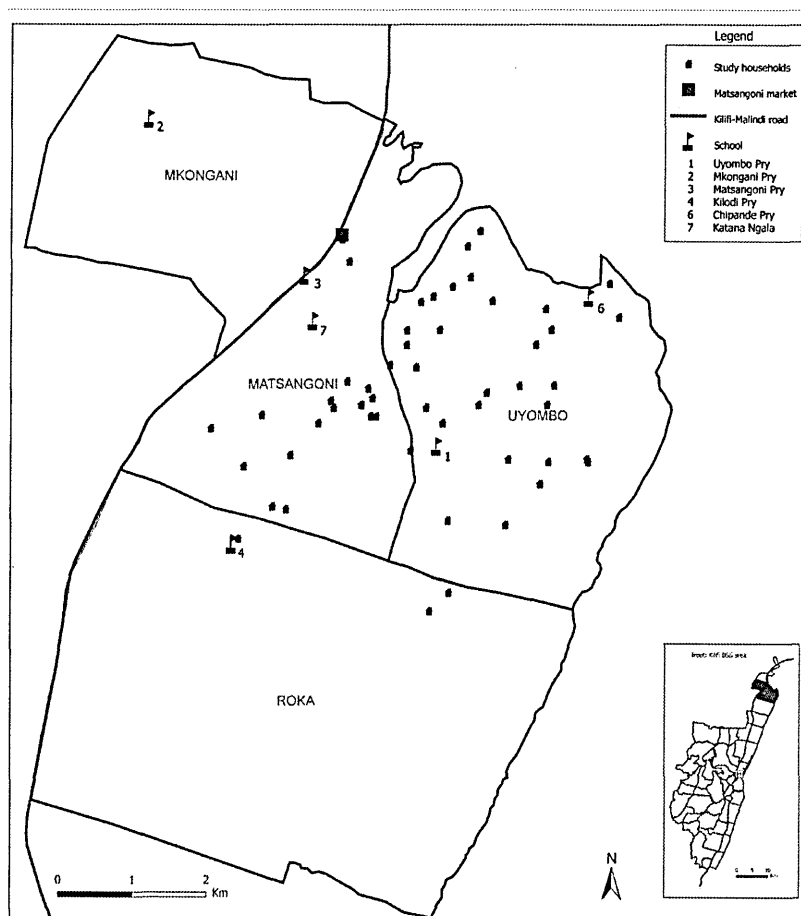 Legend
Study households
Matsangoni market
Kilifi-Malindi road
School
1 Uyombo Pry
2 Mkongani Pry
3 Matsangoni Pry
4 Kilodi Pry
6 Chipande Pry
7 Katana Ngala
2
MKONGANI
3
6
7
MATSANGONI
UYOMBO
1
4
ROKA
N
0 1 2
Km